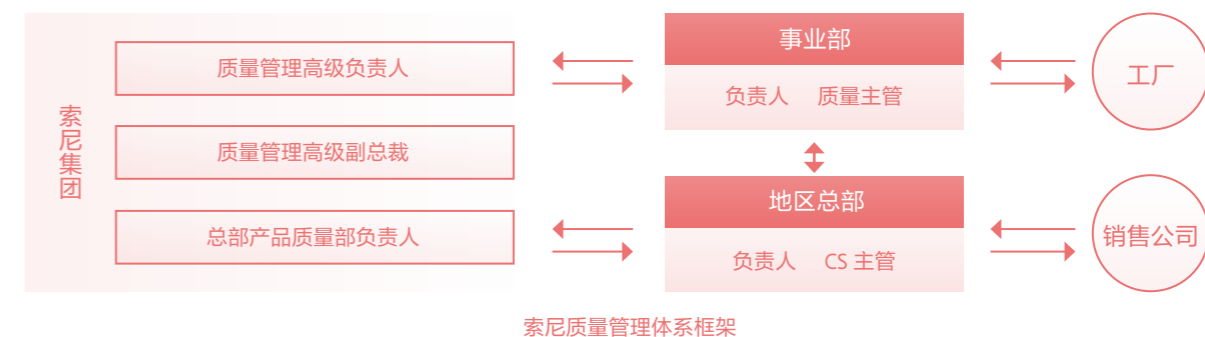 索尼集团
质量管理高级负责人
质量管理高级副总裁
总部产品质量部负责人
事业部
负责人 质量主管
地区总部
负责人 CS 主管
工厂
销售公司
索尼质量管理体系框架